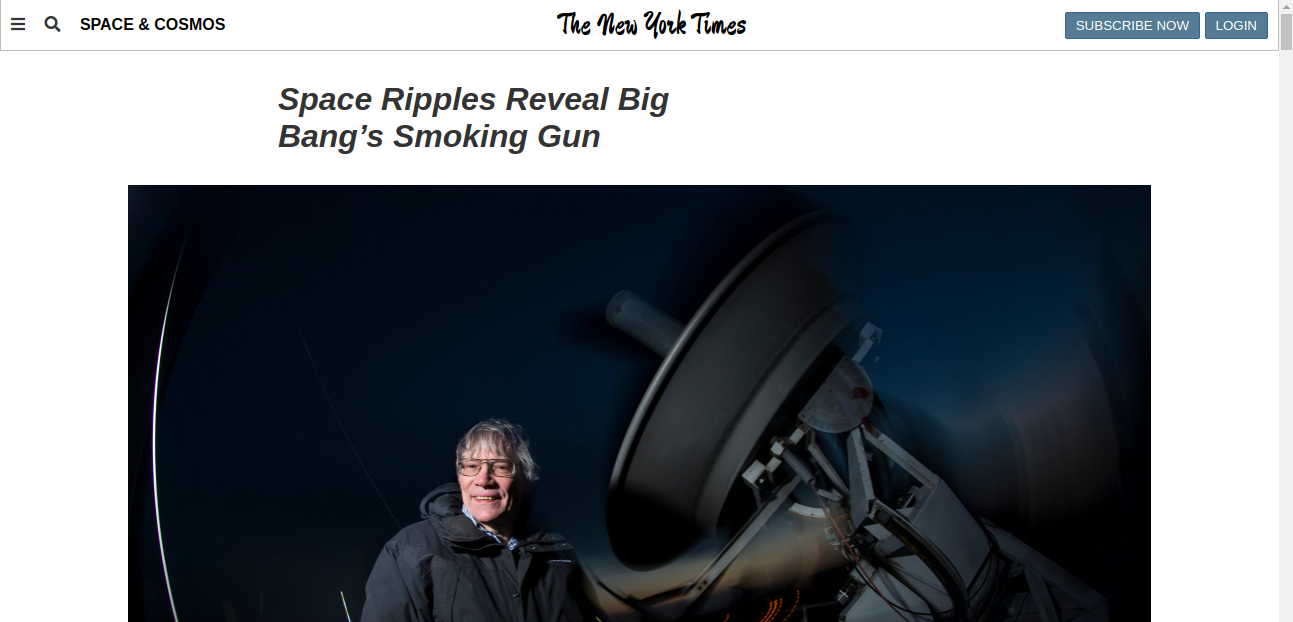 SPACE & COSMOS
The New York Times
SUBSCRIBE NOW
LOGIN
Space Ripples Reveal Big
Bang’s Smoking Gun